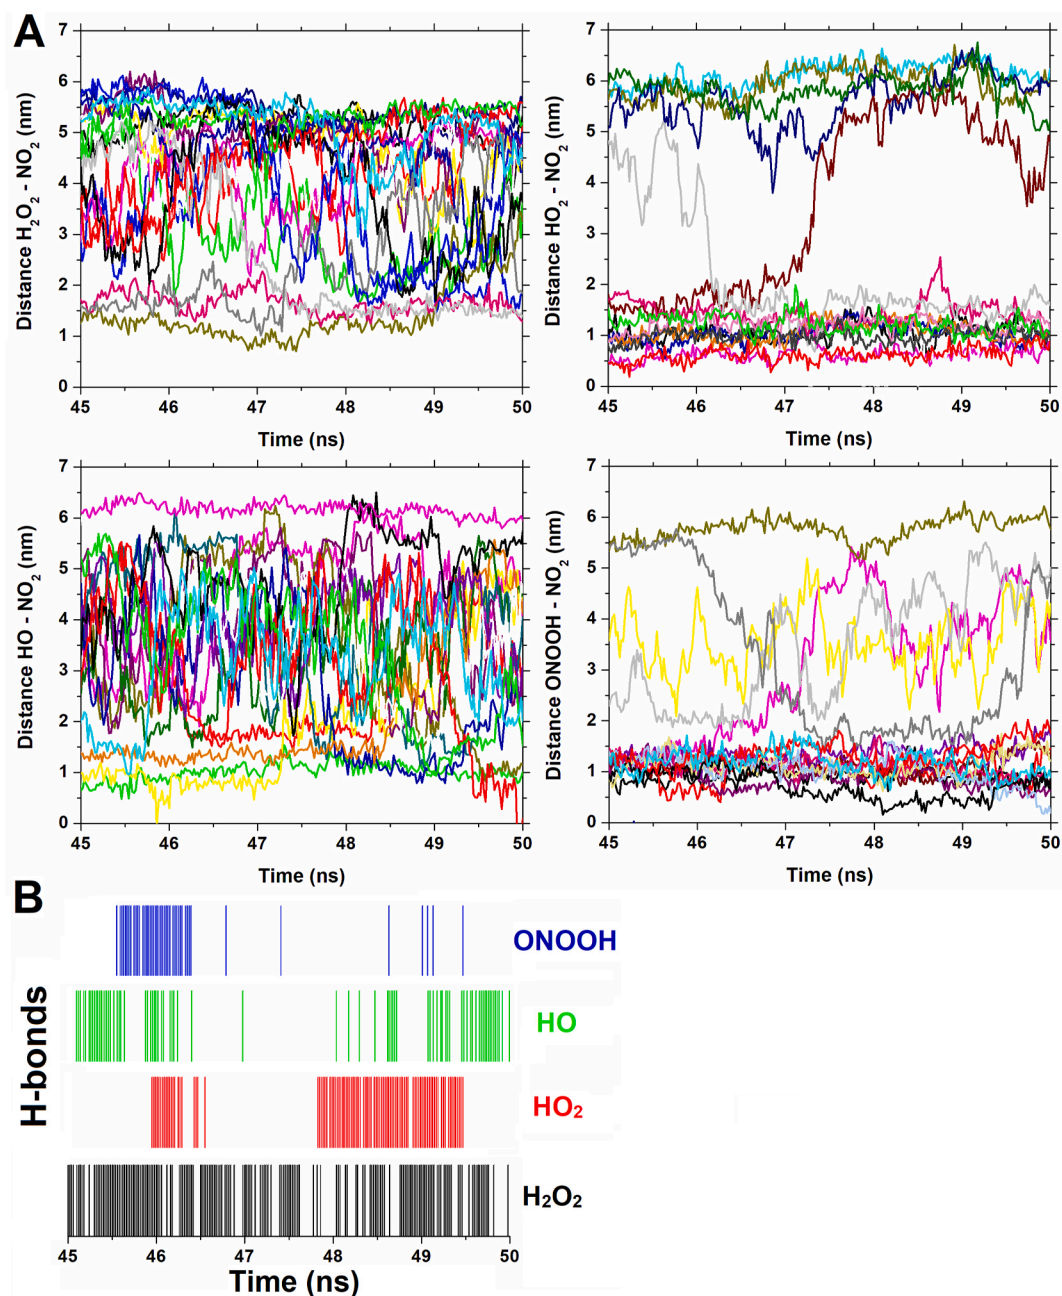 A
Distance H2O2 - NO2 (nm)
7
6
5
4
3
2
1
0
45 46 47 48 49 50
Time (ns)
Distance HO2 - NO2 (nm)
7
6
5
4
3
2
1
0
45 46 47 48 49 50
Time (ns)
Distance HO - NO2 (nm)
7
6
5
4
3
2
1
0
45 46 47 48 49 50
Time (ns)
Distance ONOOH - NO2 (nm)
7
6
5
4
3
2
1
0
45 46 47 48 49 50
Time (ns)
B
H-bonds
ONOOH
HO
HO2
H2O2
45 46 47 48 49 50
Time (ns)